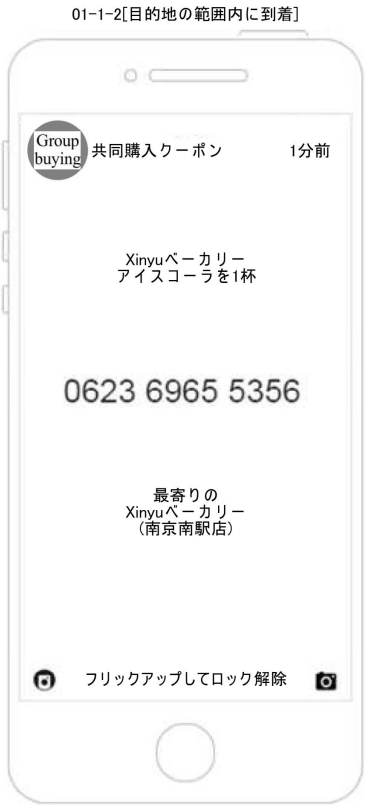 01-1-2[目的地の範囲内に到着]
Group
buying
共同購入クーポン 1分前
Xinyuベーカリー
アイスコーラを1杯
0623 6965 5356
最寄りの
Xinyuベーカリー
(南京南駅店)
フリックアップしてロック解除